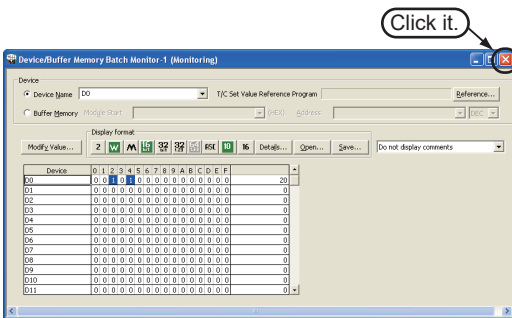 Click it.
Device/Buffer Memory Batch Monitor-1 (Monitoring)
Device
Device Name D0 T/C Set Value Reference Program Reference...
Buffer Memory Module Start (HEX) Address DEC
Display format
Modify Value... 2 W M 16 bit 32 bit 32 64 ASC 10 16 Details... Open... Save... Do not display comments
Device 0 1 2 3 4 5 6 7 8 9 A B C D E F
D0 0 0 1 0 1 0 0 0 0 0 0 0 0 0 0 0 20
D1 0 0 0 0 0 0 0 0 0 0 0 0 0 0 0 0 0
D2 0 0 0 0 0 0 0 0 0 0 0 0 0 0 0 0 0
D3 0 0 0 0 0 0 0 0 0 0 0 0 0 0 0 0 0
D4 0 0 0 0 0 0 0 0 0 0 0 0 0 0 0 0 0
D5 0 0 0 0 0 0 0 0 0 0 0 0 0 0 0 0 0
D6 0 0 0 0 0 0 0 0 0 0 0 0 0 0 0 0 0
D7 0 0 0 0 0 0 0 0 0 0 0 0 0 0 0 0 0
D8 0 0 0 0 0 0 0 0 0 0 0 0 0 0 0 0 0
D9 0 0 0 0 0 0 0 0 0 0 0 0 0 0 0 0 0
D10 0 0 0 0 0 0 0 0 0 0 0 0 0 0 0 0 0
D11 0 0 0 0 0 0 0 0 0 0 0 0 0 0 0 0 0